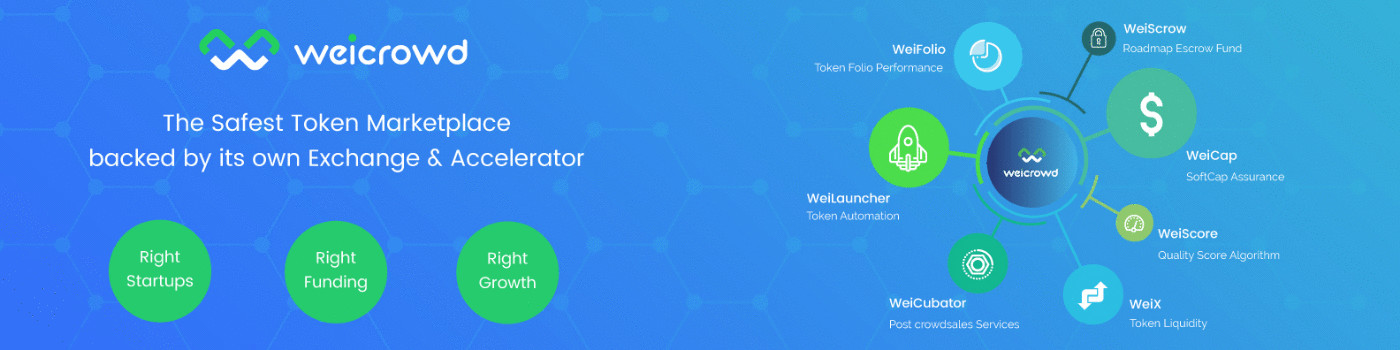 weicrowd
The Safest Token Marketplace
backed by its own Exchange & Accelerator
Right
Startups
Right
Funding
Right
Growth
WeiScrow
Roadmap Escrow Fund
WeiFolio
Token Folio Performance
WeiCap
SoftCap Assurance
weicrowd
WeiLauncher
Token Automation
WeiScore
Quality Score Algorithm
WeiCubator
Post crowdsales Services
WeiX
Token Liquidity